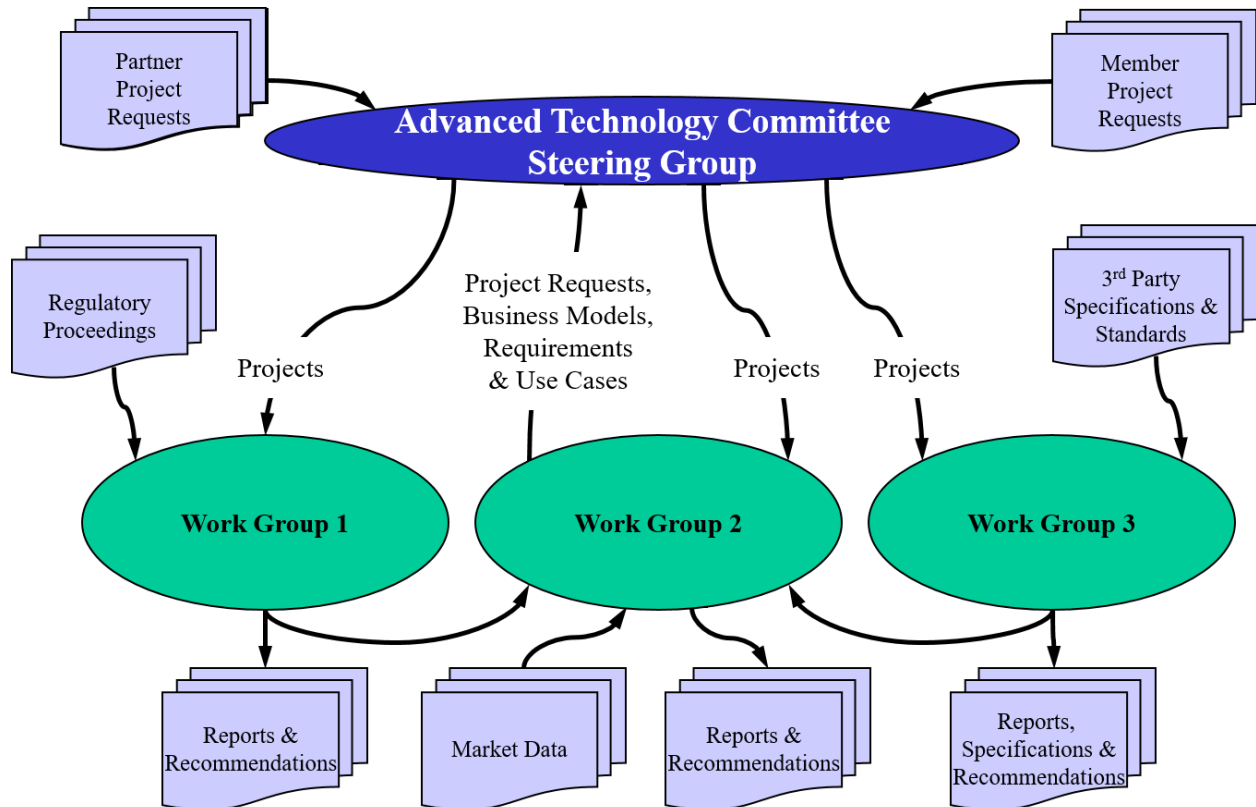 Partner
Project
Requests
Member
Project
Requests
Advanced Technology Committee
Steering Group
Regulatory
Proceedings
Project Requests,
Business Models,
Requirements
& Use Cases
3rd Party
Specifications &
Standards
Projects
Projects
Projects
Work Group 1
Work Group 2
Work Group 3
Reports &
Recommendations
Market Data
Reports &
Recommendations
Reports,
Specifications &
Recommendations